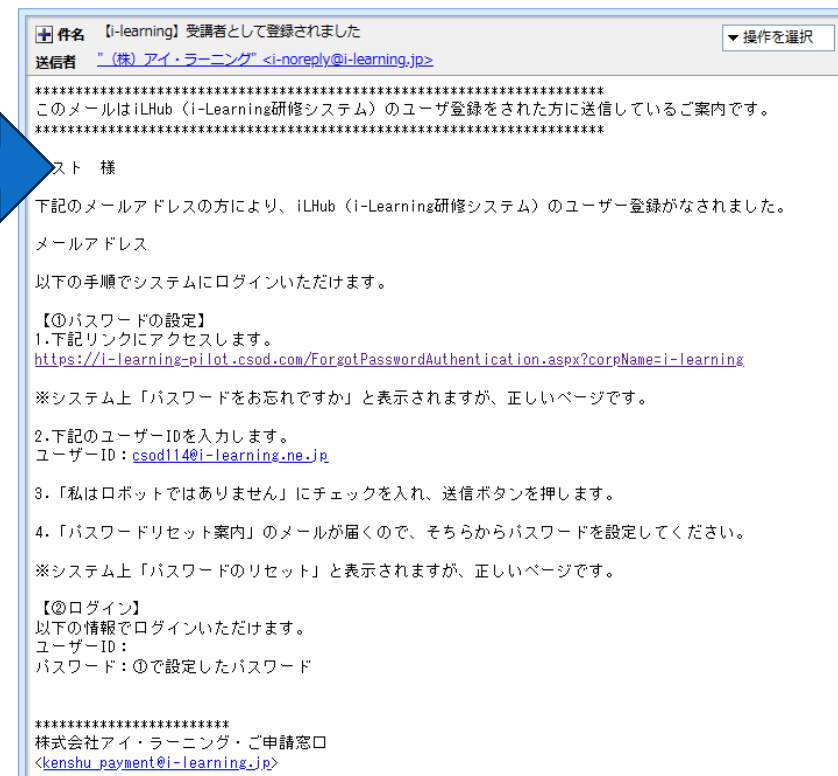 件名 【i-learning】受講者として登録されました
▼操作を選択
送信者 "（株）アイ・ラーニング" <i-noreply@i-learning.jp>
***********************************************************************
このメールはiLHub（i-Learning研修システム）のユーザ登録をされた方に送信しているご案内です。
***********************************************************************
スト 様
下記のメールアドレスの方により、iLHub（i-Learning研修システム）のユーザー登録がなされました。
メールアドレス
以下の手順でシステムにログインいただけます。
【①パスワードの設定】
1.下記リンクにアクセスします。
https://i-learning-pilot.csod.com/ForgotPasswordAuthentication.aspx?corpName=i-learning
※システム上「パスワードをお忘れですか」と表示されますが、正しいページです。
2.下記のユーザーIDを入力します。
ユーザーID：csod114@i-learning.ne.jp
3.「私はロボットではありません」にチェックを入れ、送信ボタンを押します。
4.「パスワードリセット案内」のメールが届くので、そちらからパスワードを設定してください。
※システム上「パスワードのリセット」と表示されますが、正しいページです。
【②ログイン】
以下の情報でログインいただけます。
ユーザーID：
パスワード：①で設定したパスワード
************************
株式会社アイ・ラーニング・ご申請窓口
<kenshu_payment@i-learning.jp>